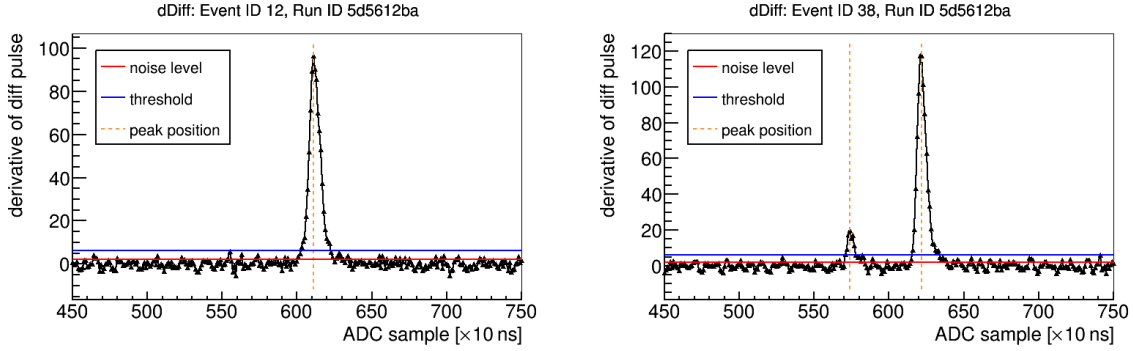 dDiff: Event ID 12, Run ID 5d5612ba
derivative of diff pulse
100
80
60
40
20
0
noise level
threshold
peak position
450 500 550 600 650 700 750
ADC sample [×10 ns]
dDiff: Event ID 38, Run ID 5d5612ba
derivative of diff pulse
120
100
80
60
40
20
0
noise level
threshold
peak position
450 500 550 600 650 700 750
ADC sample [×10 ns]